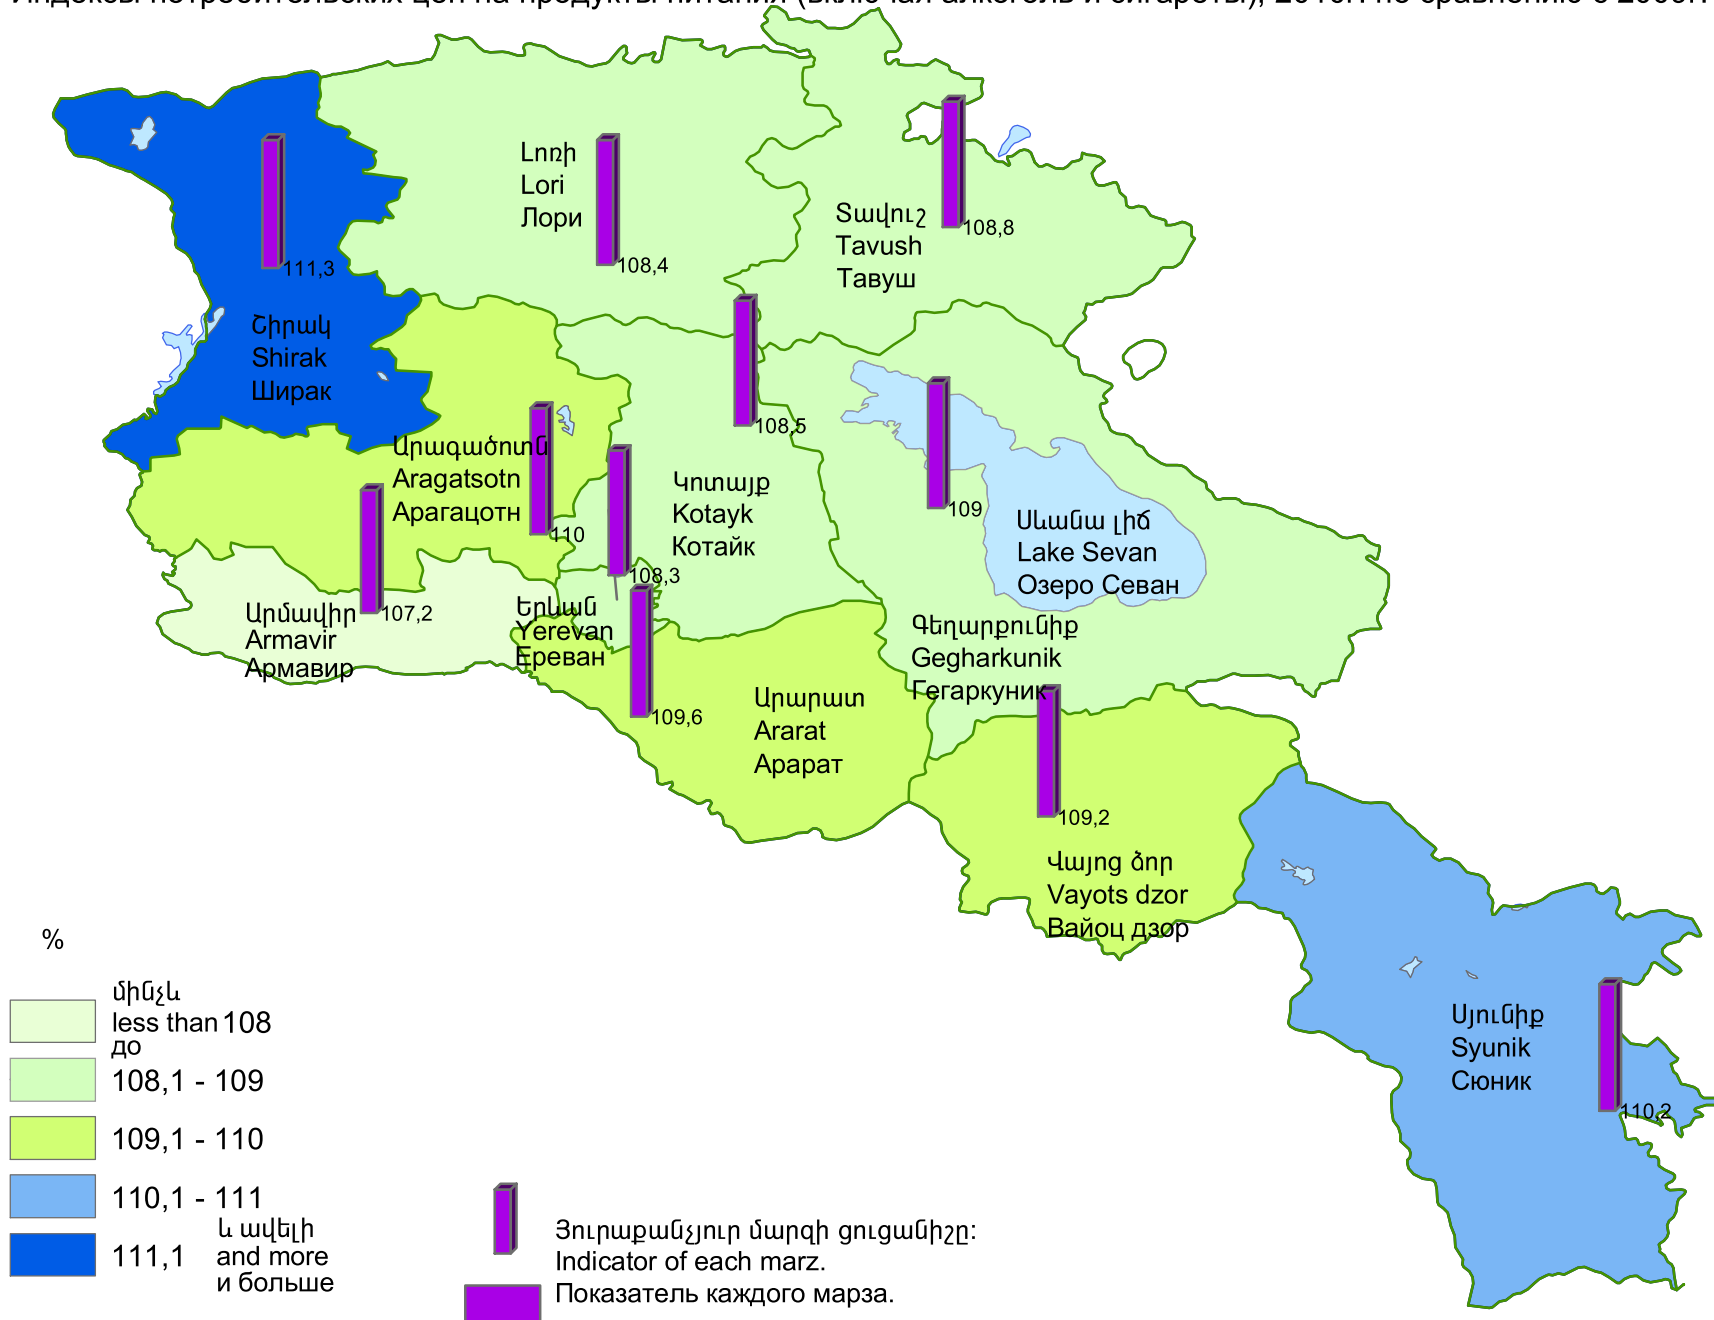 Լոռի
Lori
Лори
108,4
Տավուշ
Tavush
Тавуш
108,8
111,3
Շիրակ
Shirak
Ширак
108,5
Արագածոտն
Aragatsotn
Арагацотн
110
Կոտայք
Kotayk
Котайк
109
Սևանա լիճ
Lake Sevan
Озеро Севан
108,3
107,2
Արմավիր
Armavir
Армавир
Երևան
Yerevan
Ереван
Գեղարքունիք
Gegharkunik
Гегаркуник
109,6
Արարատ
Ararat
Арарат
109,2
Վայոց ձոր
Vayots dzor
Вайоц дзор
Սյունիք
Syunik
Сюник
110,2
%
մինչև
less than 108
до
108,1 - 109
109,1 - 110
110,1 - 111
111,1
և ավելի
and more
и больше
Յուրաքանչյուր մարզի ցուցանիշը:
Indicator of each marz.
Показатель каждого марза.